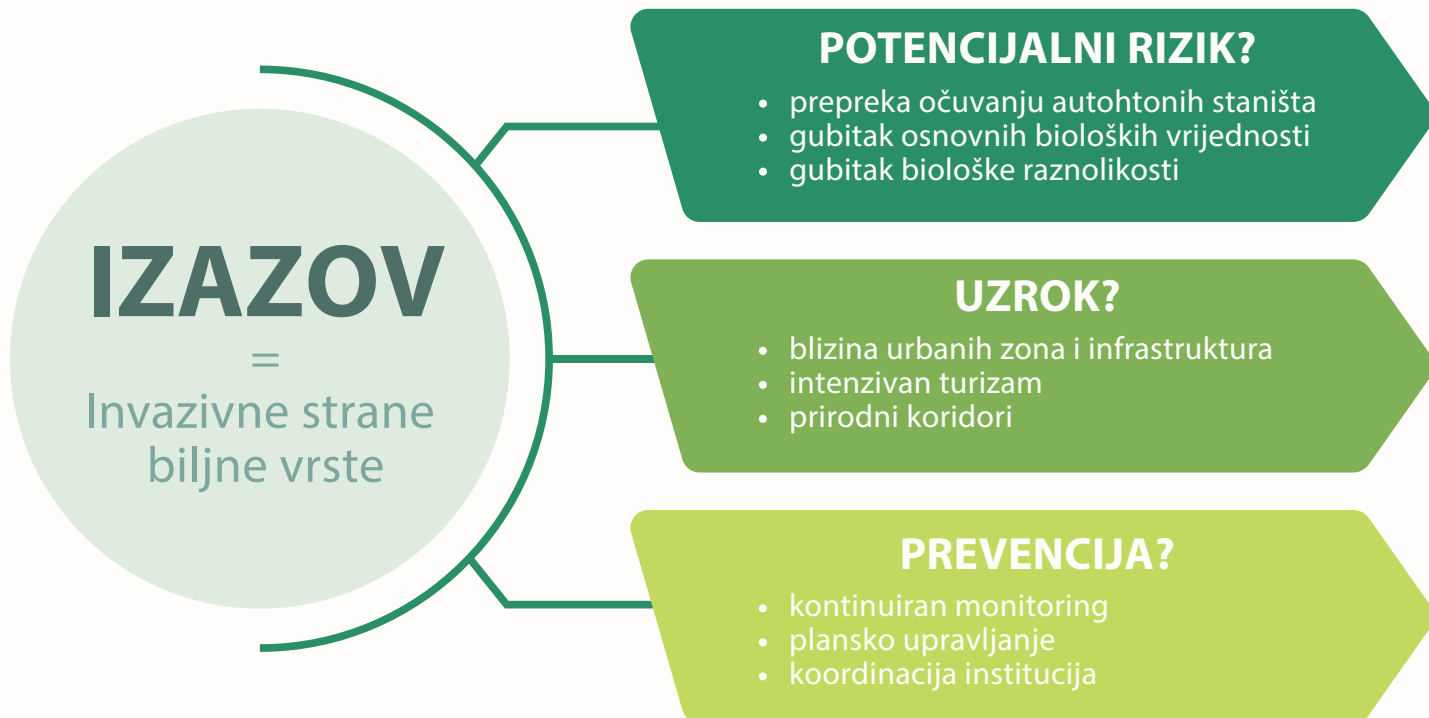 IZAZOV
=
Invazivne strane
biljne vrste
POTENCIJALNI RIZIK?
• prepreka očuvanju autohtonih staništa
• gubitak osnovnih bioloških vrijednosti
• gubitak biološke raznolikosti
UZROK?
• blizina urbanih zona i infrastruktura
• intenzivan turizam
• prirodni koridori
PREVENCIJA?
• kontinuiran monitoring
• plansko upravljanje
• koordinacija institucija